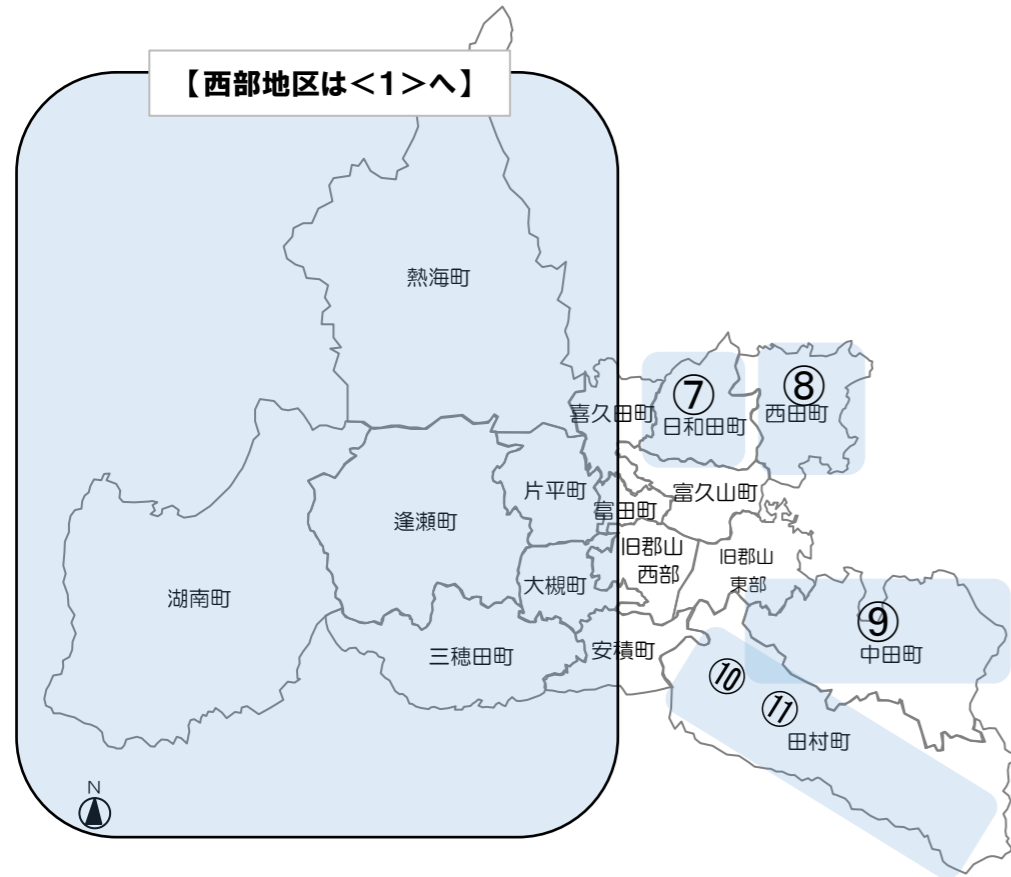 【西部地区は<1>へ】
熱海町
喜久田町
⑦
日和田町
⑧
西田町
片平町
富田町
富久山町
逢瀬町
旧郡山
西部
旧郡山
東部
大槻町
湖南町
三穂田町
安積町
⑨
中田町
⑩
⑪
田村町
N